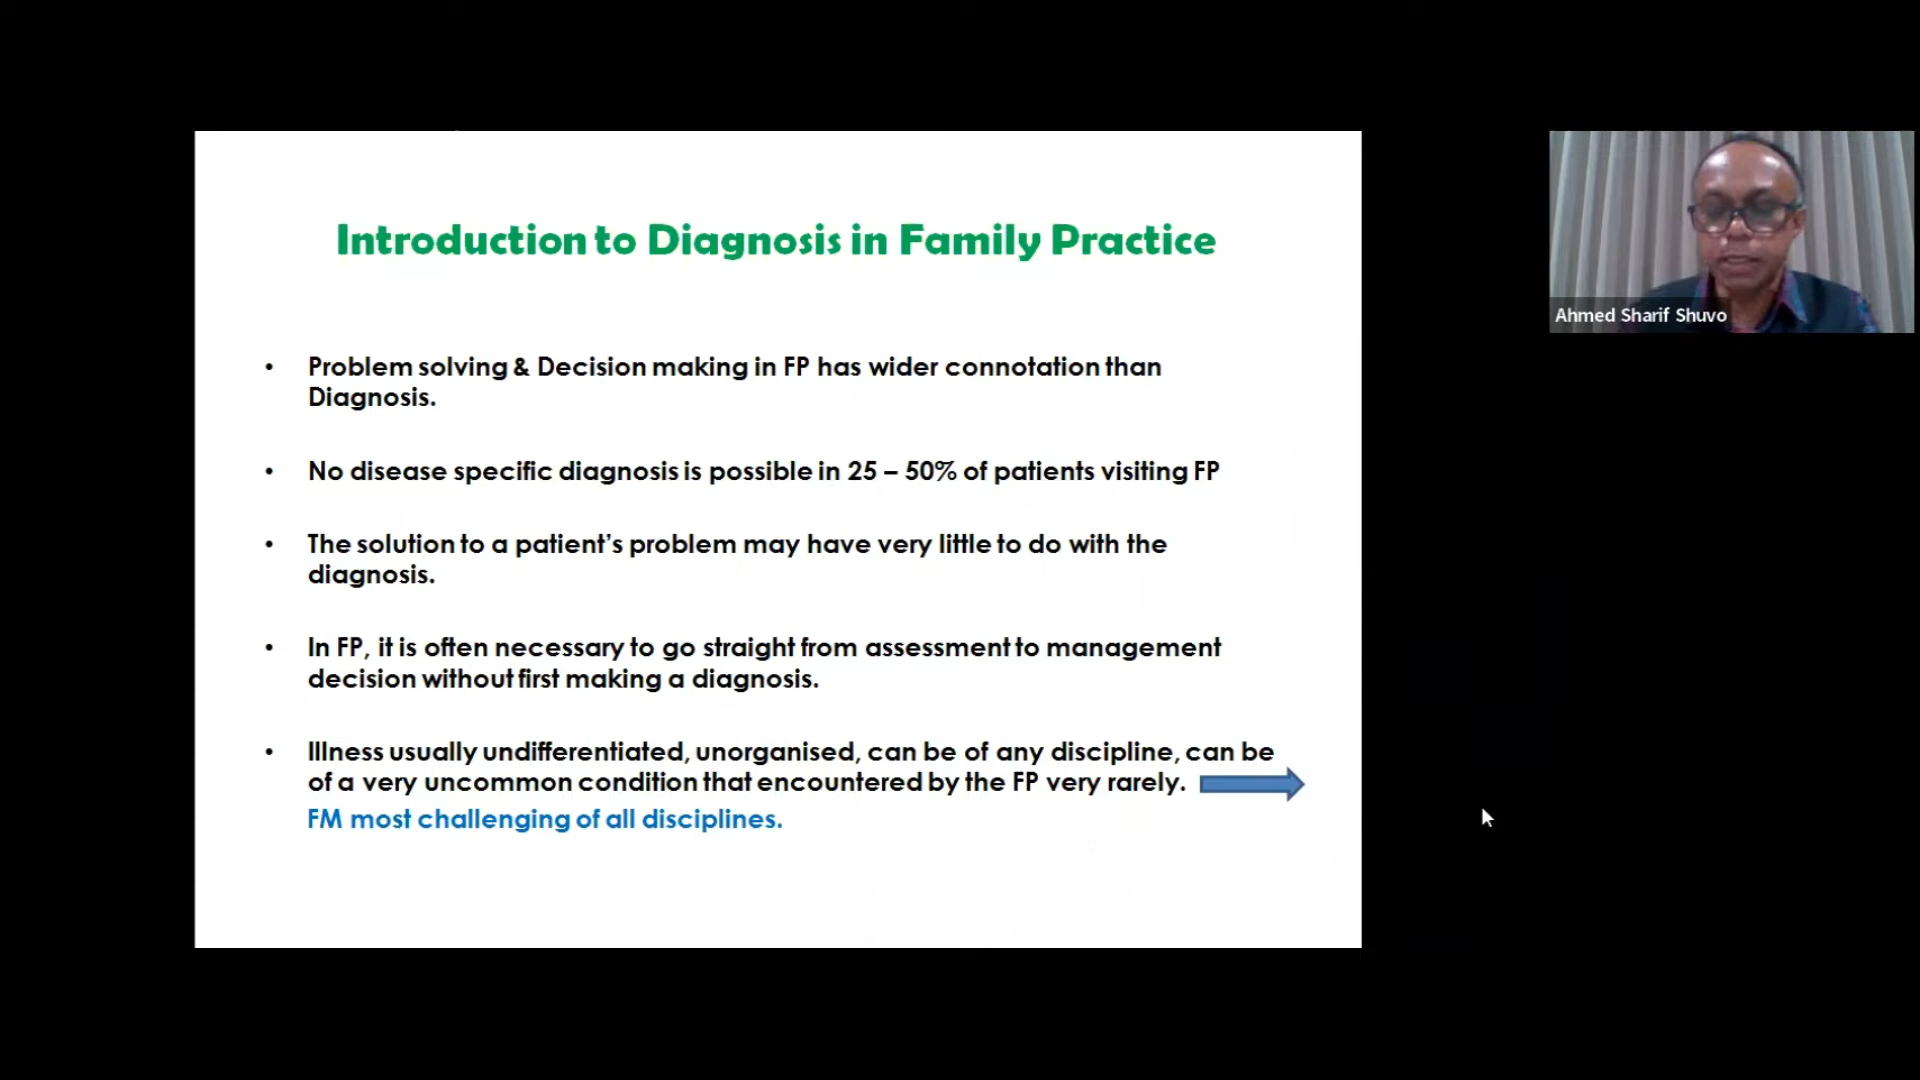 Introduction to Diagnosis in Family Practice
• Problem solving & Decision making in FP has wider connotation than
Diagnosis.
• No disease specific diagnosis is possible in 25 – 50% of patients visiting FP
• The solution to a patient’s problem may have very little to do with the
diagnosis.
• In FP, it is often necessary to go straight from assessment to management
decision without first making a diagnosis.
• Illness usually undifferentiated, unorganised, can be of any discipline, can be
of a very uncommon condition that encountered by the FP very rarely.
FM most challenging of all disciplines.
Ahmed Sharif Shuvo